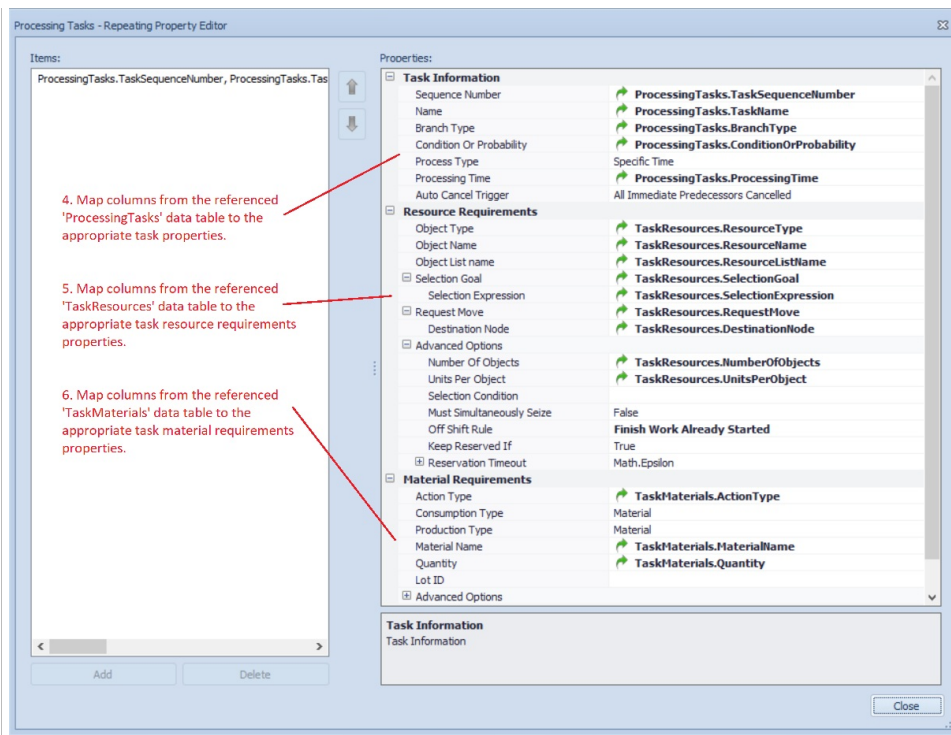 Processing Tasks - Repeating Property Editor
Items:
ProcessingTasks.TaskSequenceNumber, ProcessingTasks.Tas
4. Map columns from the referenced
'ProcessingTasks' data table to the
appropriate task properties.
5. Map columns from the referenced
'TaskResources' data table to the
appropriate task resource requirements
properties.
6. Map columns from the referenced
'TaskMaterials' data table to the
appropriate task material requirements
properties.
Add Delete
Properties:
Task Information
Sequence Number ProcessingTasks.TaskSequenceNumber
Name ProcessingTasks.TaskName
Branch Type ProcessingTasks.BranchType
Condition Or Probability ProcessingTasks.ConditionOrProbability
Process Type Specific Time
Processing Time ProcessingTasks.ProcessingTime
Auto Cancel Trigger All Immediate Predecessors Cancelled
Resource Requirements
Object Type TaskResources.ResourceType
Object Name TaskResources.ResourceName
Object List name TaskResources.ResourceListName
Selection Goal TaskResources.SelectionGoal
Selection Expression TaskResources.SelectionExpression
Request Move TaskResources.RequestMove
Destination Node TaskResources.DestinationNode
Advanced Options
Number Of Objects TaskResources.NumberOfObjects
Units Per Object TaskResources.UnitsPerObject
Selection Condition
Must Simultaneously Seize False
Off Shift Rule Finish Work Already Started
Keep Reserved If True
Reservation Timeout Math.Epsilon
Material Requirements
Action Type TaskMaterials.ActionType
Consumption Type Material
Production Type Material
Material Name TaskMaterials.MaterialName
Quantity TaskMaterials.Quantity
Lot ID
Advanced Options
Task Information
Task Information
Close